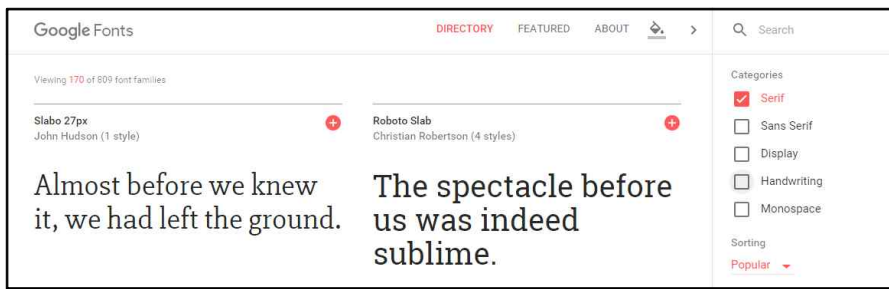 Google Fonts
DIRECTORY FEATURED ABOUT
Search
Viewing 170 of 809 font families
Slabo 27px
John Hudson (1 style)
Almost before we knew
it, we had left the ground.
Roboto Slab
Christian Robertson (4 styles)
The spectacle before
us was indeed
sublime.
Categories
Serif
Sans Serif
Display
Handwriting
Monospace
Sorting
Popular